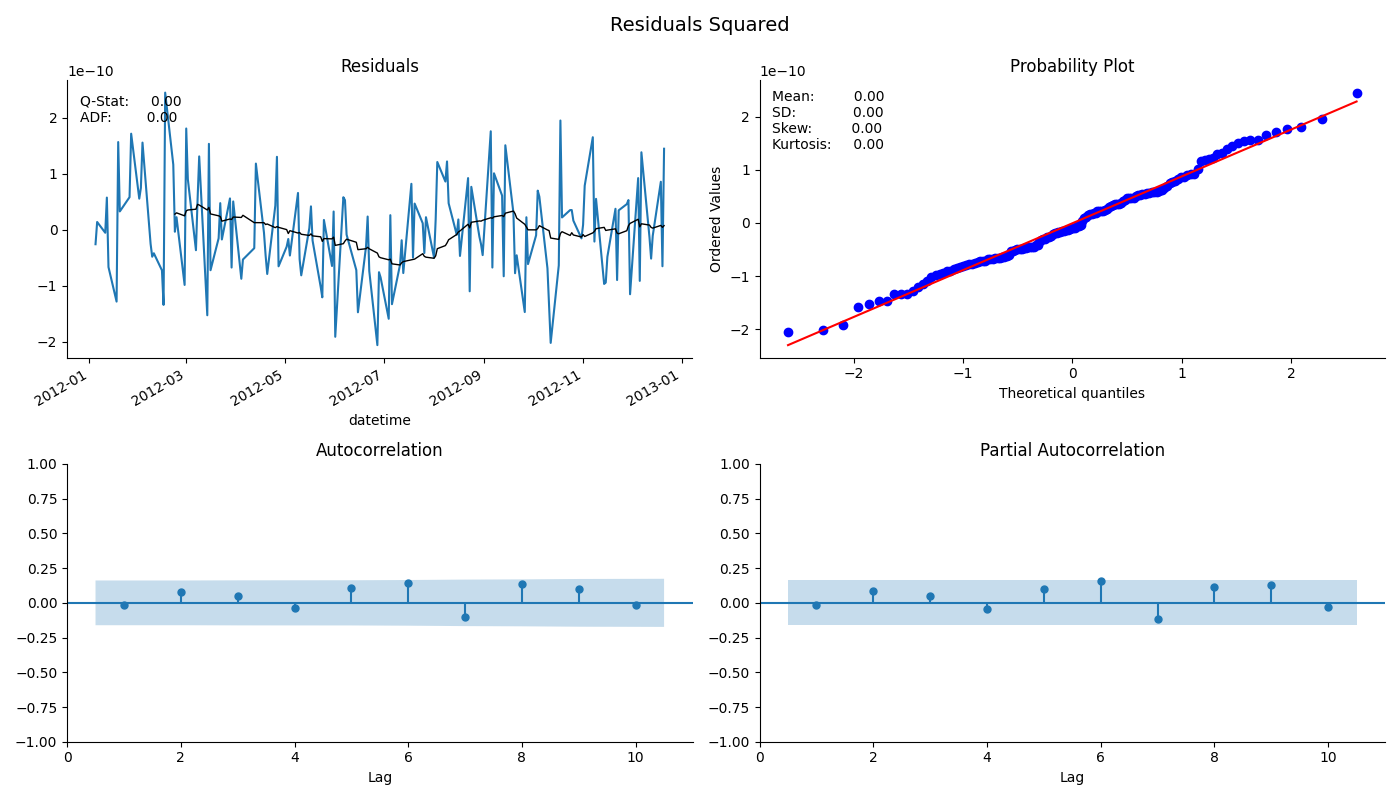 Residuals Squared
Residuals
1e−10
Q-Stat: 0.00
ADF: 0.00
2
1
0
−1
−2
2012-01 2012-03 2012-05 2012-07 2012-09 2012-11 2013-01
datetime
Probability Plot
1e−10
Mean: 0.00
SD: 0.00
Skew: 0.00
Kurtosis: 0.00
Ordered Values
2
1
0
−1
−2
−2 −1 0 1 2
Theoretical quantiles
Autocorrelation
1.00
0.75
0.50
0.25
0.00
−0.25
−0.50
−0.75
−1.00
0 2 4 6 8 10
Lag
Partial Autocorrelation
1.00
0.75
0.50
0.25
0.00
−0.25
−0.50
−0.75
−1.00
0 2 4 6 8 10
Lag